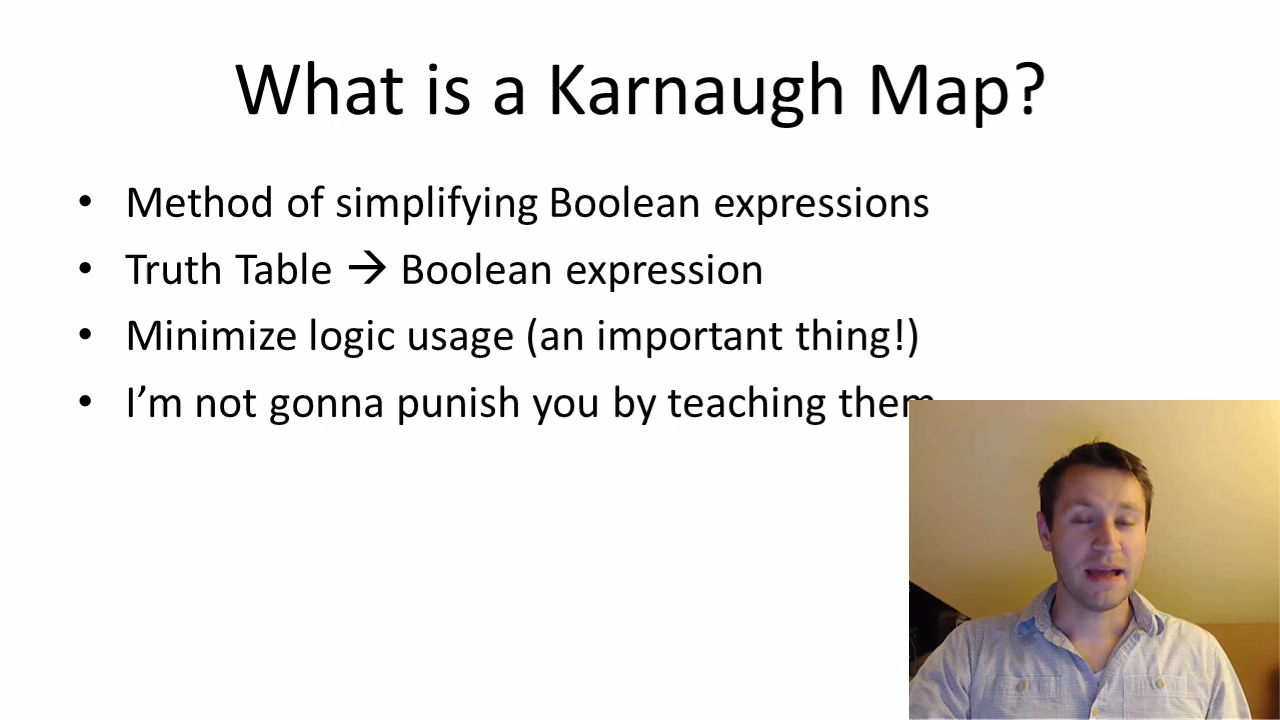 What is a Karnaugh Map?
• Method of simplifying Boolean expressions
• Truth Table → Boolean expression
• Minimize logic usage (an important thing!)
• I’m not gonna punish you by teaching them